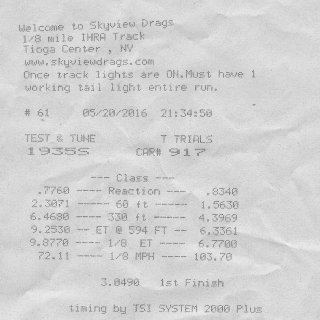 Welcome to Skyview Drags
1/8 mile IHRA Track
Tioga Center , NV
www.skyviewdrags.com
Once track lights are ON.Must have 1
working tail light entire run.
# 61 05/20/2016 21:34:50
TEST & TUNE T TRIALS
1935S CAR# 917
--- Class ---
.7760 ---- Reaction --- .8340
2.3071 ----- 60 ft ----- 1.5630
6.4680 ---- 330 ft ----- 4.3969
9.2530 -- ET @ 594 FT -- 6.3361
9.8770 ---- 1/8 ET ---- 6.7700
72.11 ---- 1/8 MPH ---- 103.70
3.0490 1st Finish
timing by TSI SYSTEM 2000 Plus